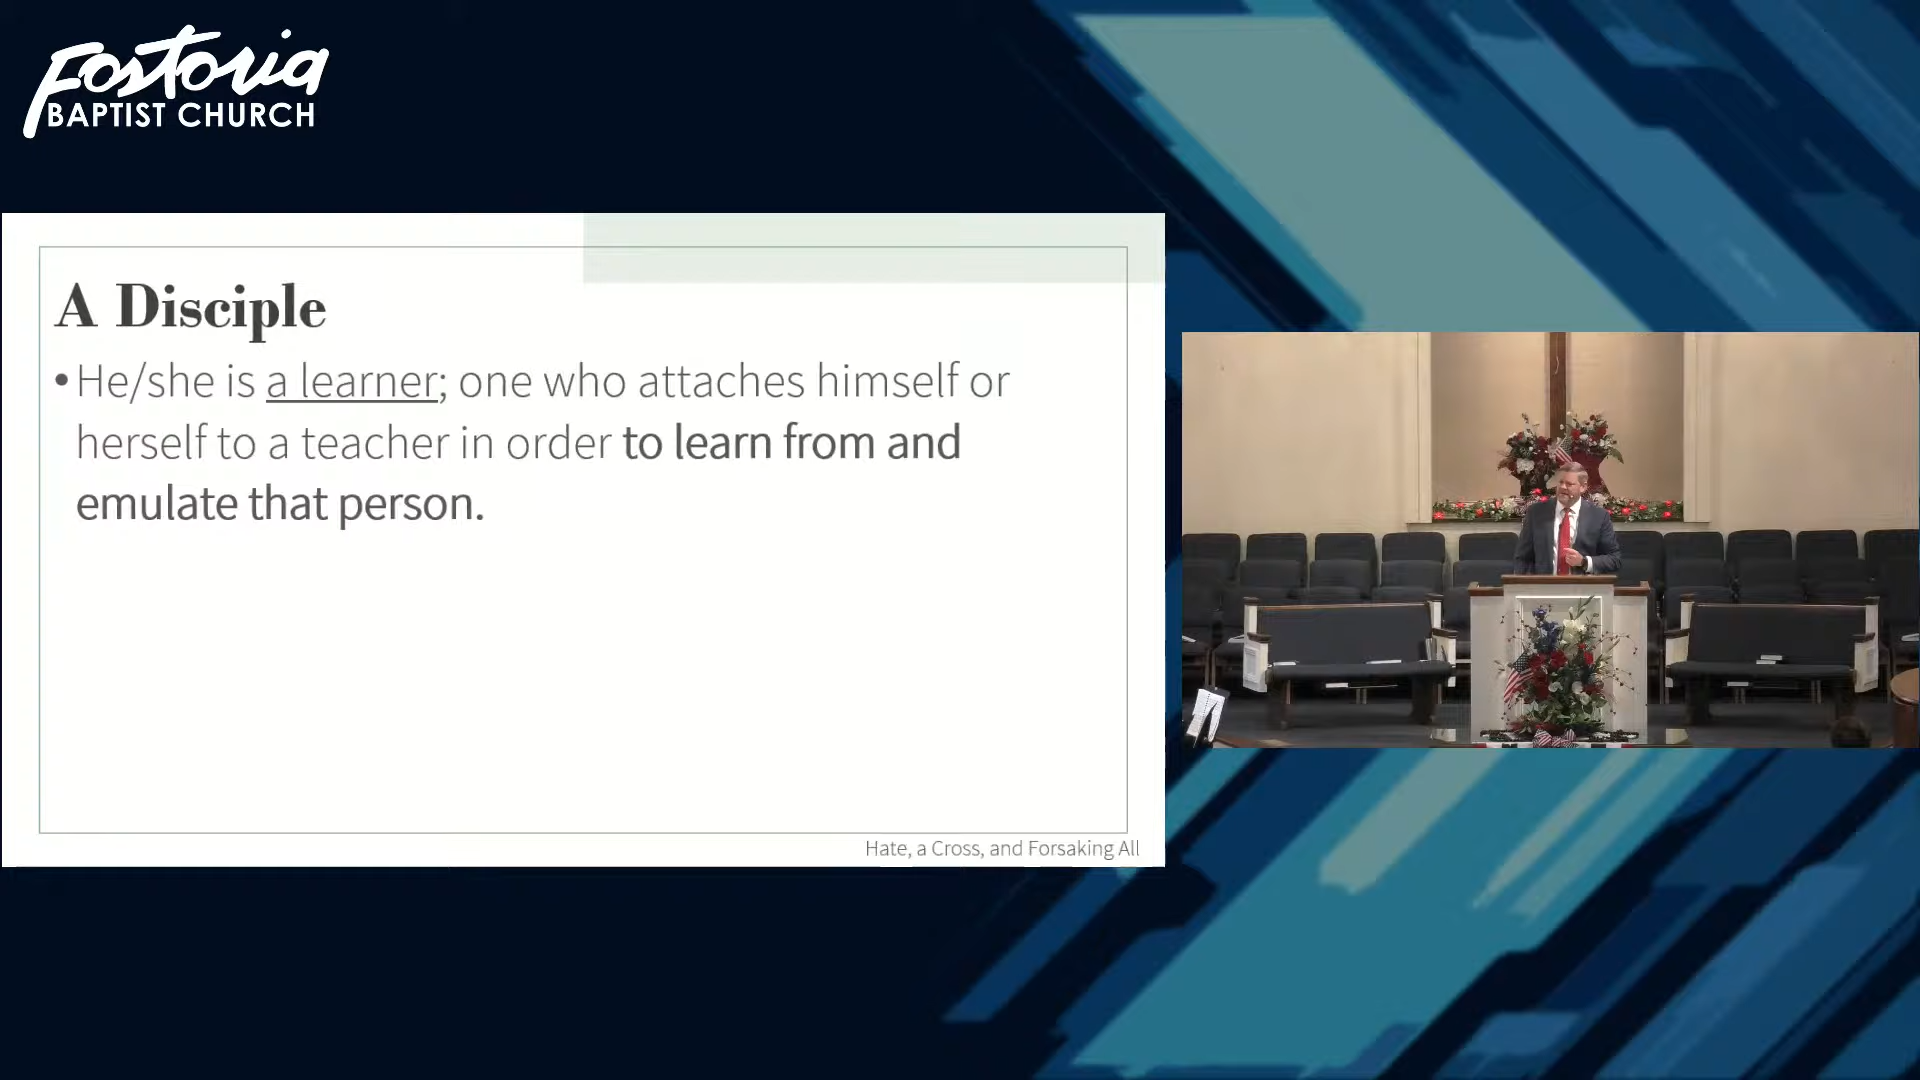 Fostoria
BAPTIST CHURCH
A Disciple
•He/she is a learner; one who attaches himself or
herself to a teacher in order to learn from and
emulate that person.
Hate, a Cross, and Forsaking All